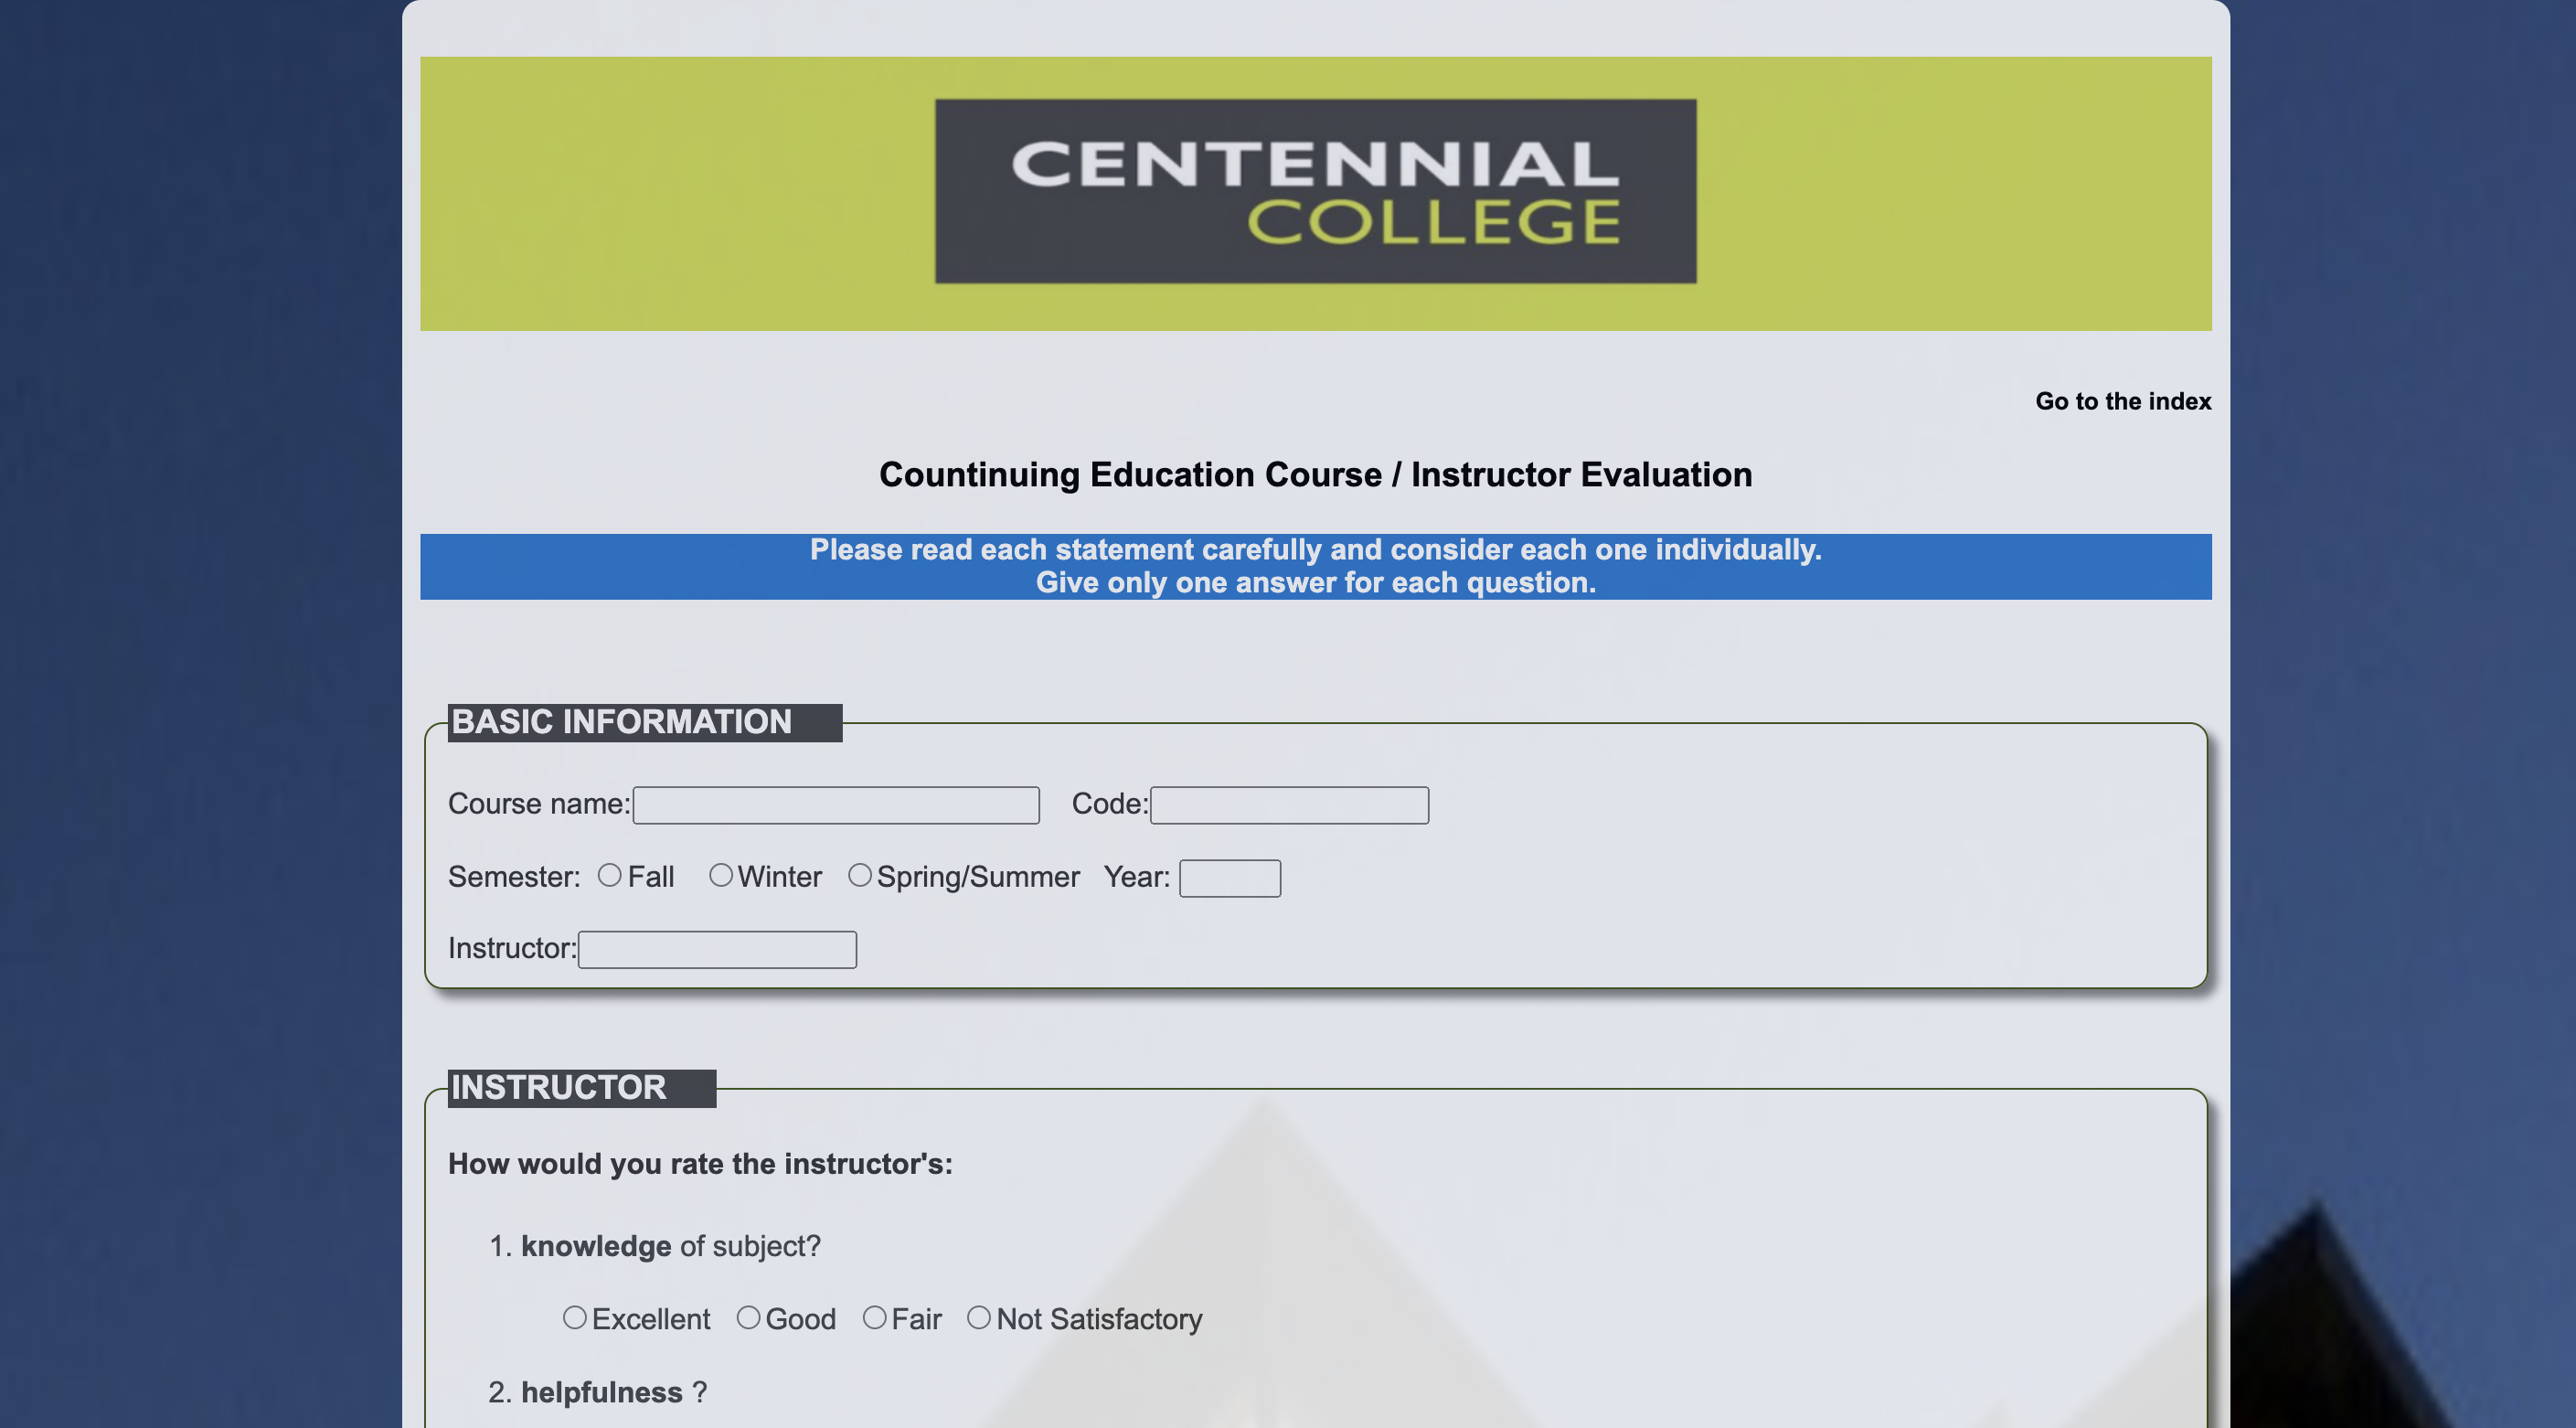 CENTENNIAL
COLLEGE
Go to the index
Countinuing Education Course / Instructor Evaluation
Please read each statement carefully and consider each one individually.
Give only one answer for each question.
BASIC INFORMATION
Course name: Code:
Semester: Fall Winter Spring/Summer Year:
Instructor:
INSTRUCTOR
How would you rate the instructor's:
1. knowledge of subject?
Excellent Good Fair Not Satisfactory
2. helpfulness ?